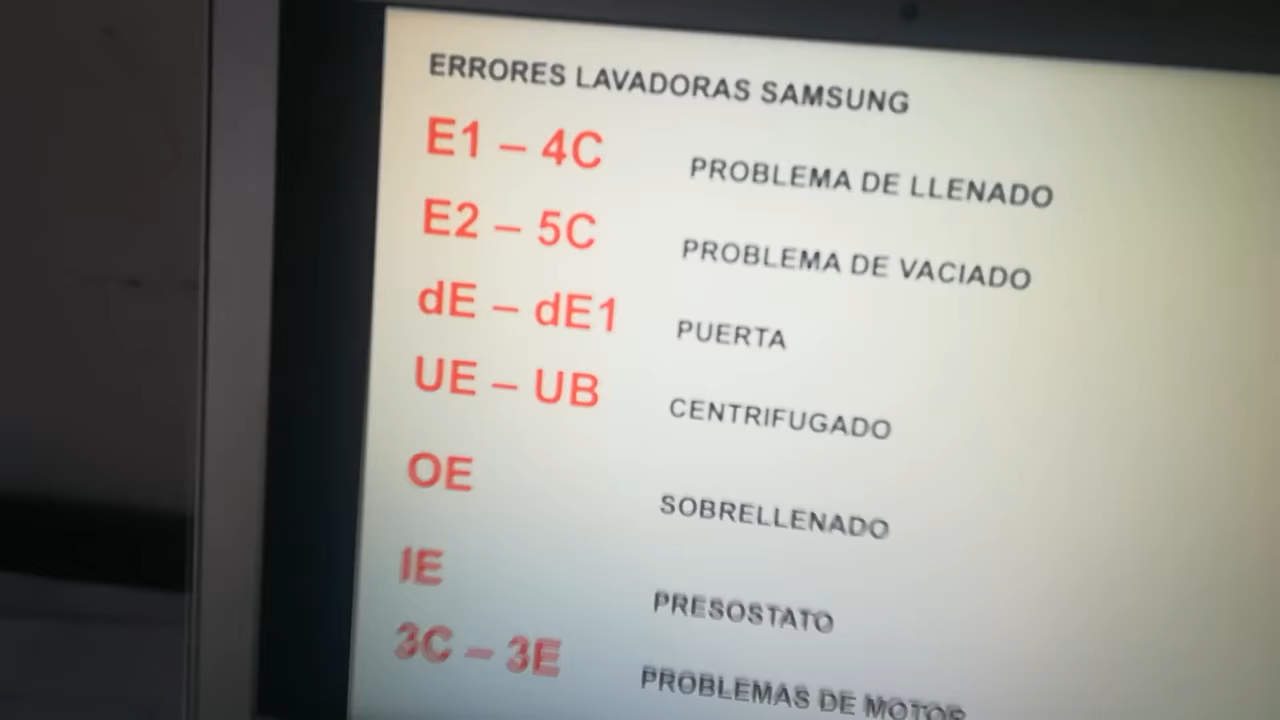 ERRORES LAVADORAS SAMSUNG
E1 – 4C PROBLEMA DE LLENADO
E2 – 5C PROBLEMA DE VACIADO
dE – dE1 PUERTA
UE – UB CENTRIFUGADO
OE SOBRELLENADO
IE PRESOSTATO
3C – 3E PROBLEMAS DE MOTOR